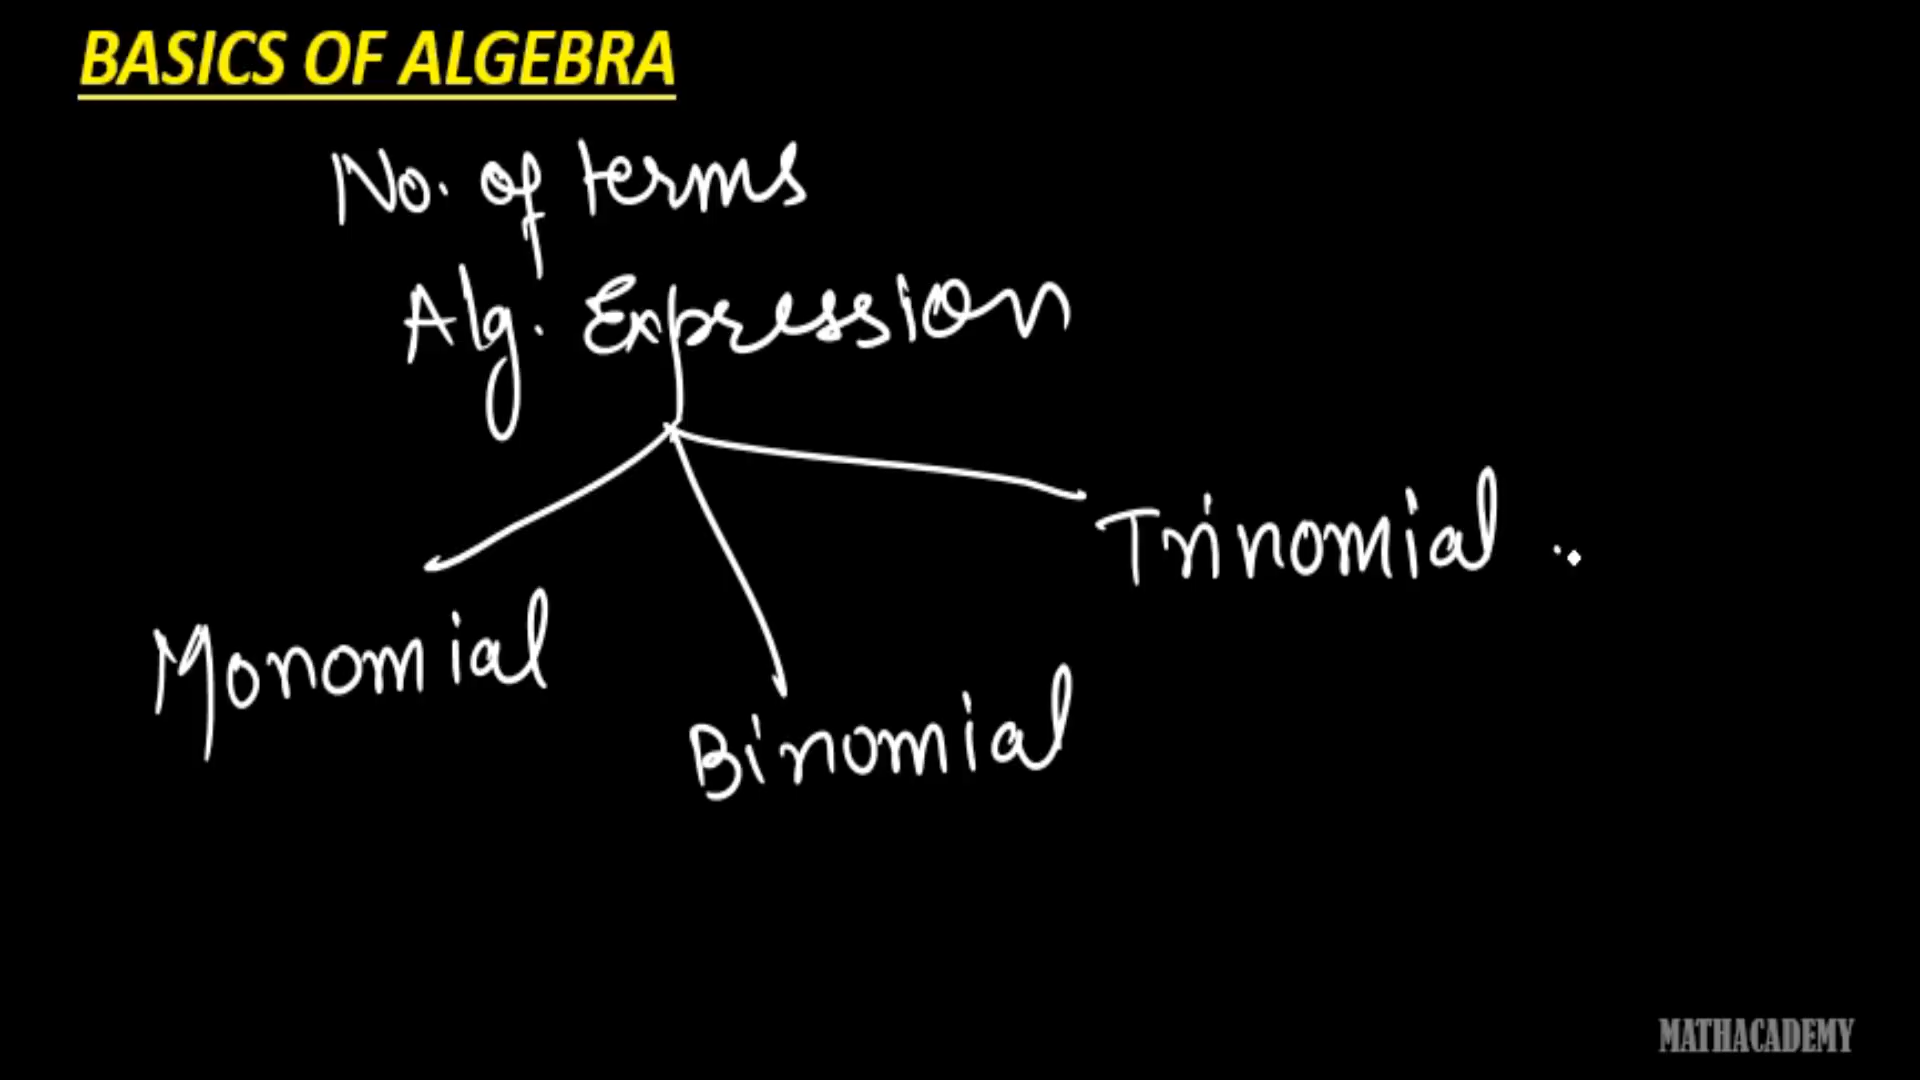 BASICS OF ALGEBRA
No. of terms
Alg. Expression
Trinomial ..
Monomial
Binomial
MATHACADEMY